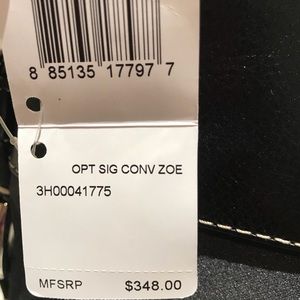 8 85135 17797 7
OPT SIG CONV ZOE
3H00041775
MFSRP $348.00